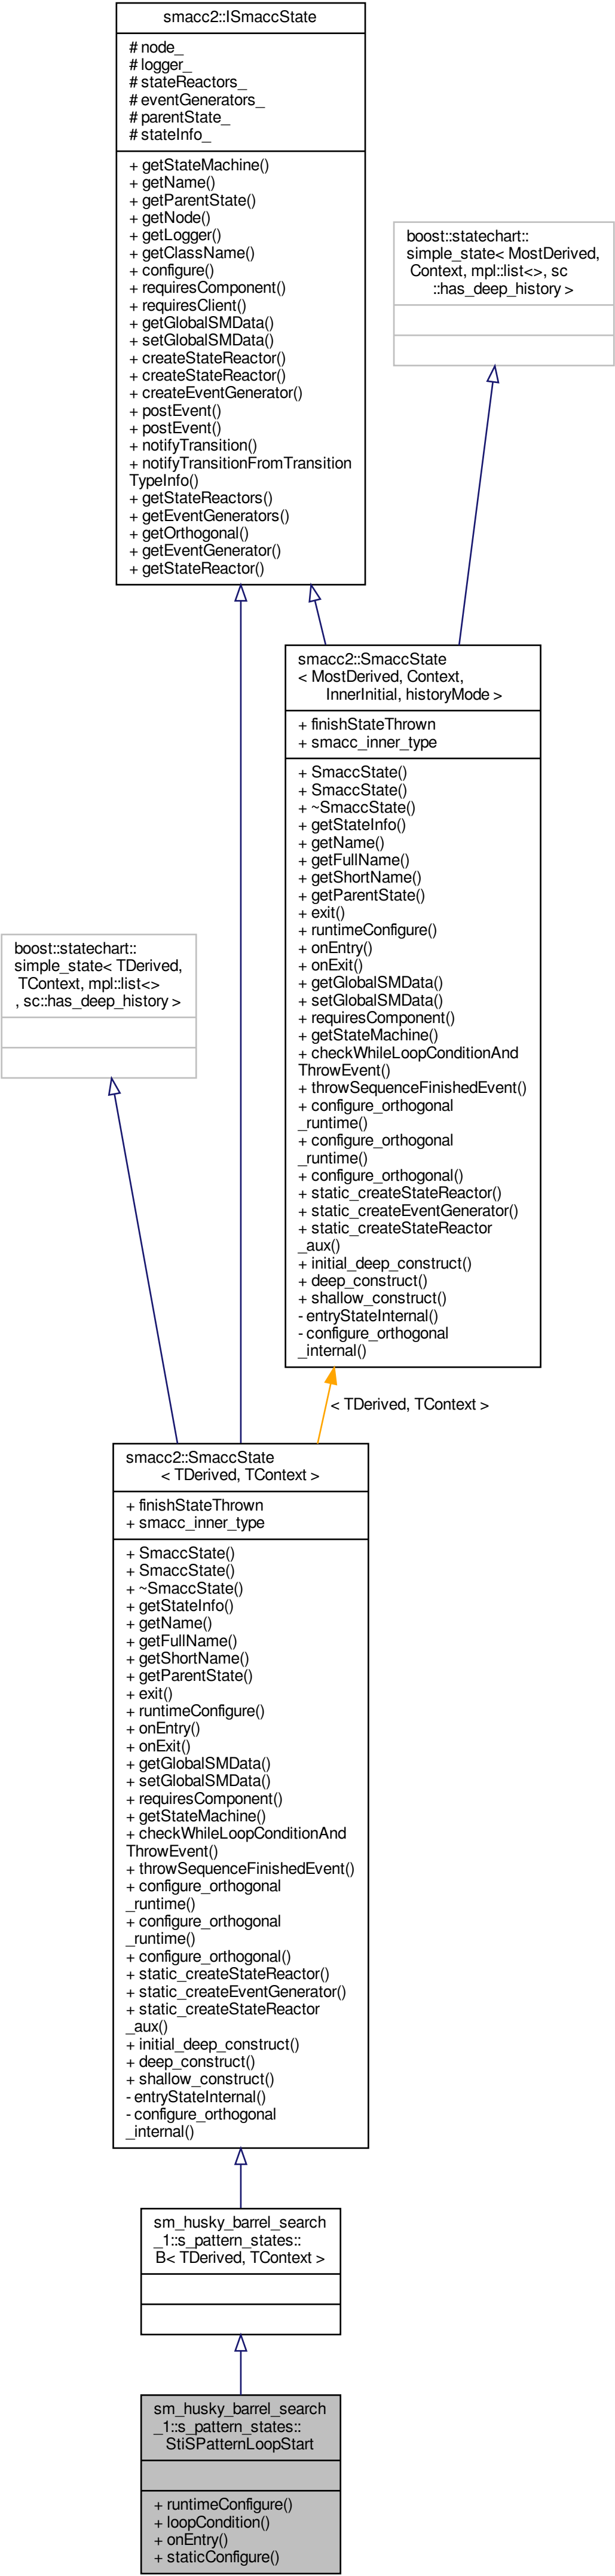 smacc2::ISmaccState
# node_
# logger_
# stateReactors_
# eventGenerators_
# parentState_
# stateInfo_
+ getStateMachine()
+ getName()
+ getParentState()
+ getNode()
+ getLogger()
+ getClassName()
+ configure()
+ requiresComponent()
+ requiresClient()
+ getGlobalSMData()
+ setGlobalSMData()
+ createStateReactor()
+ createStateReactor()
+ createEventGenerator()
+ postEvent()
+ postEvent()
+ notifyTransition()
+ notifyTransitionFromTransition
TypeInfo()
+ getStateReactors()
+ getEventGenerators()
+ getOrthogonal()
+ getEventGenerator()
+ getStateReactor()
boost::statechart::
simple_state< MostDerived,
Context, mpl::list<>, sc
::has_deep_history >
smacc2::SmaccState
< MostDerived, Context,
InnerInitial, historyMode >
+ finishStateThrown
+ smacc_inner_type
+ SmaccState()
+ SmaccState()
+ ~SmaccState()
+ getStateInfo()
+ getName()
+ getFullName()
+ getShortName()
+ getParentState()
+ exit()
+ runtimeConfigure()
+ onEntry()
+ onExit()
+ getGlobalSMData()
+ setGlobalSMData()
+ requiresComponent()
+ getStateMachine()
+ checkWhileLoopConditionAnd
ThrowEvent()
+ throwSequenceFinishedEvent()
+ configure_orthogonal
_runtime()
+ configure_orthogonal
_runtime()
+ configure_orthogonal()
+ static_createStateReactor()
+ static_createEventGenerator()
+ static_createStateReactor
_aux()
+ initial_deep_construct()
+ deep_construct()
+ shallow_construct()
- entryStateInternal()
- configure_orthogonal
_internal()
boost::statechart::
simple_state< TDerived,
TContext, mpl::list<>
, sc::has_deep_history >
< TDerived, TContext >
smacc2::SmaccState
< TDerived, TContext >
+ finishStateThrown
+ smacc_inner_type
+ SmaccState()
+ SmaccState()
+ ~SmaccState()
+ getStateInfo()
+ getName()
+ getFullName()
+ getShortName()
+ getParentState()
+ exit()
+ runtimeConfigure()
+ onEntry()
+ onExit()
+ getGlobalSMData()
+ setGlobalSMData()
+ requiresComponent()
+ getStateMachine()
+ checkWhileLoopConditionAnd
ThrowEvent()
+ throwSequenceFinishedEvent()
+ configure_orthogonal
_runtime()
+ configure_orthogonal
_runtime()
+ configure_orthogonal()
+ static_createStateReactor()
+ static_createEventGenerator()
+ static_createStateReactor
_aux()
+ initial_deep_construct()
+ deep_construct()
+ shallow_construct()
- entryStateInternal()
- configure_orthogonal
_internal()
sm_husky_barrel_search
_1::s_pattern_states::
B< TDerived, TContext >
sm_husky_barrel_search
_1::s_pattern_states::
StiSPatternLoopStart
+ runtimeConfigure()
+ loopCondition()
+ onEntry()
+ staticConfigure()